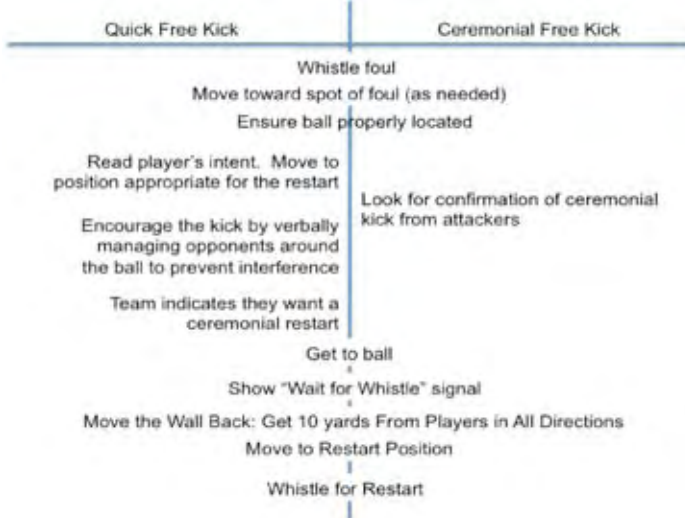 Quick Free Kick
Ceremonial Free Kick
Whistle foul
Move toward spot of foul (as needed)
Ensure ball properly located
Read player's intent. Move to
position appropriate for the restart
Encourage the kick by verbally
managing opponents around
the ball to prevent interference
Team indicates they want a
ceremonial restart
Look for confirmation of ceremonial
kick from attackers
Get to ball
Show "Wait for Whistle" signal
Move the Wall Back: Get 10 yards From Players in All Directions
Move to Restart Position
Whistle for Restart